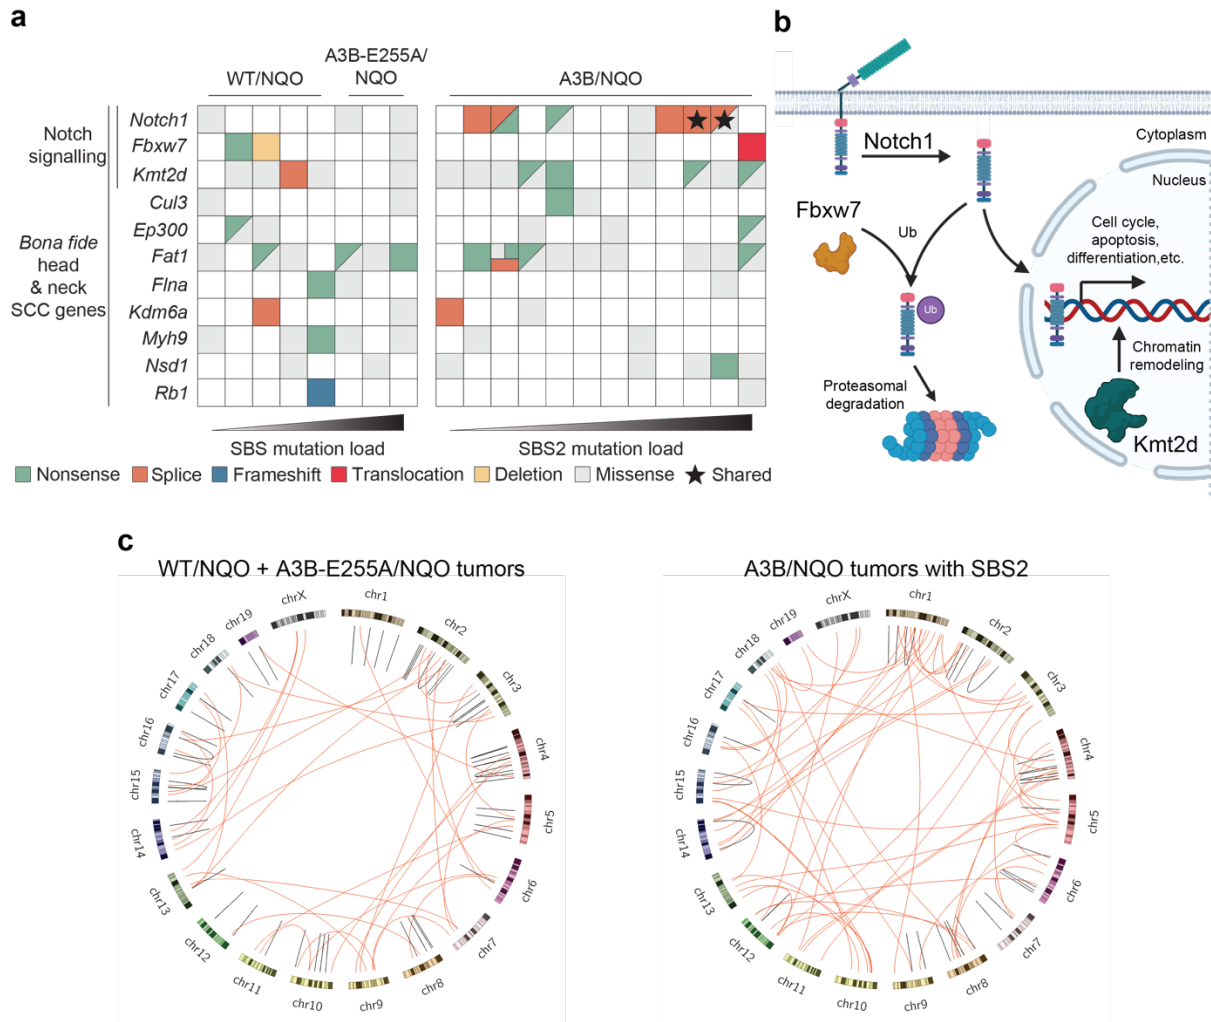 a
WT/NQO
A3B-E255A/
NQO
A3B/NQO
Notch
signalling
Notch1
Fbxw7
Kmt2d
Bona fide
head
& neck
SCC genes
Cul3
Ep300
Fat1
Flna
Kdm6a
Myh9
Nsd1
Rb1
SBS mutation load
SBS2 mutation load
Nonsense
Splice
Frameshift
Translocation
Deletion
Missense
Shared
b
Notch1
Cytoplasm
Nucleus
Fbxw7
Ub
Cell cycle,
apoptosis,
differentiation,etc.
Ub
Chromatin
remodeling
Proteasomal
degradation
Kmt2d
c
WT/NQO + A3B-E255A/NQO tumors
chr1
chr2
chr3
chr4
chr5
chr6
chr7
chr8
chr9
chr10
chr11
chr12
chr13
chr14
chr15
chr16
chr17
chr18
chr19
chrX
A3B/NQO tumors with SBS2
chr1
chr2
chr3
chr4
chr5
chr6
chr7
chr8
chr9
chr10
chr11
chr12
chr13
chr14
chr15
chr16
chr17
chr18
chr19
chrX